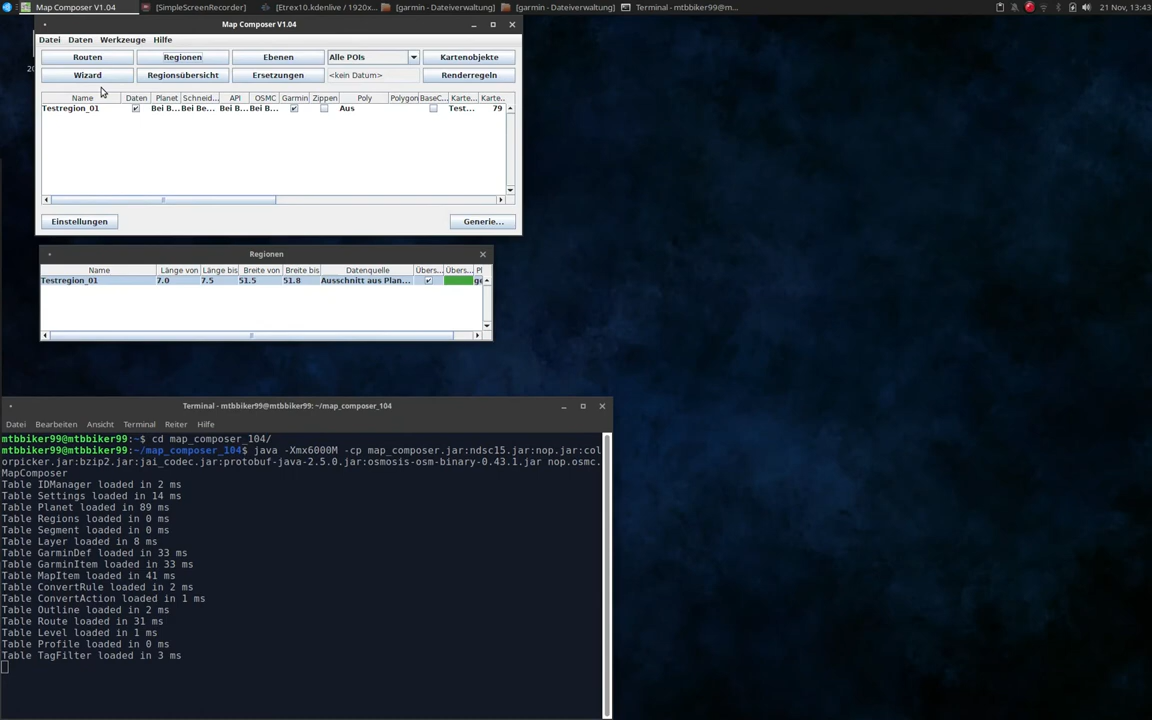 Map Composer V1.04
[SimpleScreenRecorder]
[Etrex10.kdenlive / 1920x...
[garmin - Dateiverwaltung]
[garmin - Dateiverwaltung]
Terminal - mtbbiker99@m...
21 Nov, 13:43
Map Composer V1.04
Datei Daten Werkzeuge Hilfe
Routen Regionen Ebenen Alle POIs Kartenobjekte
Wizard Regionsübersicht Ersetzungen <kein Datum> Renderregeln
Name Daten Planet Schneid... API OSMC Garmin Zippen Poly Polygon BaseC... Karte... Karte..
Testregion_01 Bei B... Bei Be... Bei B... Bei B... Aus Test... 79
Einstellungen Generie...
Regionen
Name Länge von Länge bis Breite von Breite bis Datenquelle Übers... Übers...
Testregion_01 7.0 7.5 51.5 51.8 Ausschnitt aus Plan...
Terminal - mtbbiker99@mtbbiker99: ~/map_composer_104
Datei Bearbeiten Ansicht Terminal Reiter Hilfe
mtbbiker99@mtbbiker99:~$ cd map_composer_104/
mtbbiker99@mtbbiker99:~/map_composer_104$ java -Xmx6000M -cp map_composer.jar:ndsc15.jar:nop.jar:col
orpicker.jar:bzip2.jar:jai_codec.jar:protobuf-java-2.5.0.jar:osmosis-osm-binary-0.43.1.jar nop.osmc.
MapComposer
Table IDManager loaded in 2 ms
Table Settings loaded in 14 ms
Table Planet loaded in 89 ms
Table Regions loaded in 0 ms
Table Segment loaded in 0 ms
Table Layer loaded in 8 ms
Table GarminDef loaded in 33 ms
Table GarminItem loaded in 33 ms
Table MapItem loaded in 41 ms
Table ConvertRule loaded in 2 ms
Table ConvertAction loaded in 1 ms
Table Outline loaded in 2 ms
Table Route loaded in 31 ms
Table Level loaded in 1 ms
Table Profile loaded in 0 ms
Table TagFilter loaded in 3 ms